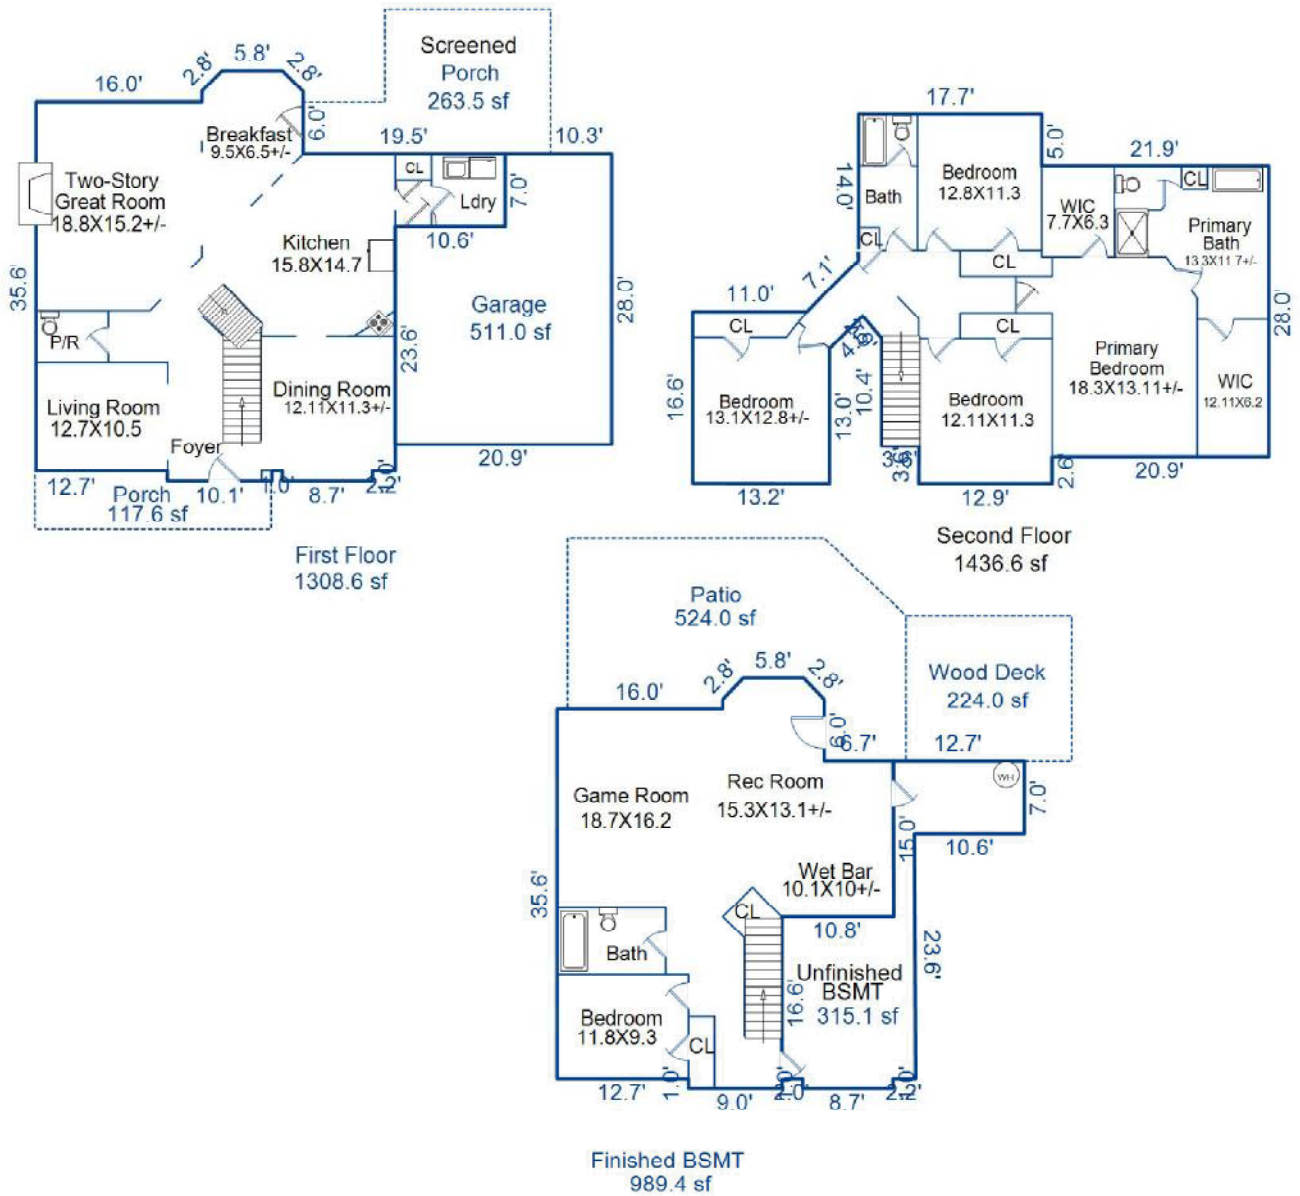 5.8'
2.8'
2.8'
16.0'
Screened
Porch
263.5 sf
6.0'
Breakfast
9.5X6.5+/-
19.5'
10.3'
CL
Ldry
7.0'
10.6'
Two-Story
Great Room
18.8X15.2+/-
Kitchen
15.8X14.7
35.6'
Garage
511.0 sf
28.0'
P/R
23.6'
Living Room
12.7X10.5
Dining Room
12.11X11.3+/-
Foyer
20.9'
12.7'
Porch
117.6 sf
10.1'
1.0'
8.7'
2.2'
First Floor
1308.6 sf
17.7'
5.0'
21.9'
14.0'
Bath
Bedroom
12.8X11.3
WIC
7.7X6.3
CL
Primary
Bath
13.3X11.7+/-
CL
CL
7.1'
11.0'
CL
CL
28.0'
4.6'
Primary
Bedroom
18.3X13.11+/-
WIC
12.11X6.2
16.6'
Bedroom
13.1X12.8+/-
13.0'
10.4'
Bedroom
12.11X11.3
3.6'
2.6'
13.2'
12.9'
20.9'
Second Floor
1436.6 sf
Patio
524.0 sf
Wood Deck
224.0 sf
5.8'
2.8'
2.8'
16.0'
6.0'
6.7'
12.7'
WH
7.0'
Game Room
18.7X16.2
Rec Room
15.3X13.1+/-
15.0'
10.6'
Wet Bar
10.1X10+/-
35.6'
CL
10.8'
23.6'
Bath
Unfinished
BSMT
315.1 sf
16.6'
Bedroom
11.8X9.3
CL
12.7'
1.0'
9.0'
2.0'
8.7'
2.2'
Finished BSMT
989.4 sf